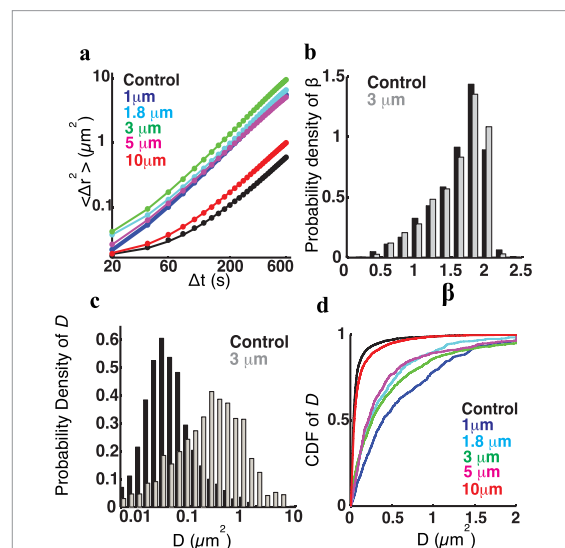 a
Control
1μm
1.8 μm
3 μm
5 μm
10μm
10
1
0.1
<Δr²> (μm²)
20 60 200 600
Δt (s)
b
Control
3 μm
1.5
1
0.5
0
Probability density of β
0 0.5 1 1.5 2 2.5
β
c
Control
3 μm
0.6
0.5
0.4
0.3
0.2
0.1
Probability Density of D
0.01 0.1 1 10
D (μm²)
d
1
0.5
0
CDF of D
Control
1μm
1.8 μm
3 μm
5 μm
10μm
0 0.5 1 1.5 2
D (μm²)